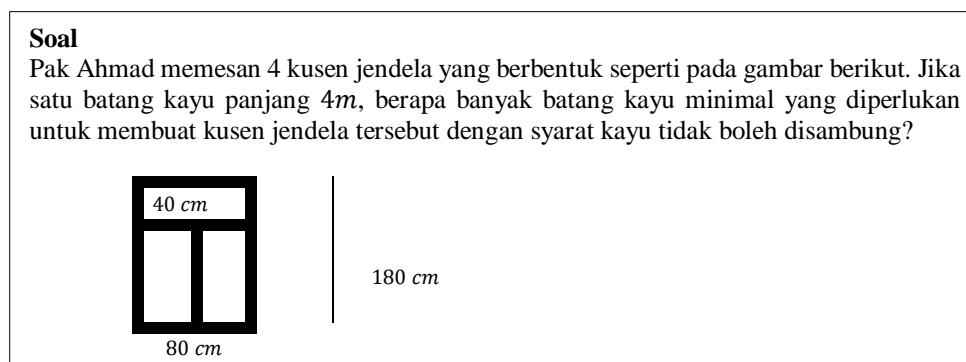 Soal
Pak Ahmad memesan 4 kusen jendela yang berbentuk seperti pada gambar berikut. Jika
satu batang kayu panjang 4m, berapa banyak batang kayu minimal yang diperlukan
untuk membuat kusen jendela tersebut dengan syarat kayu tidak boleh disambung?
40 cm
180 cm
80 cm